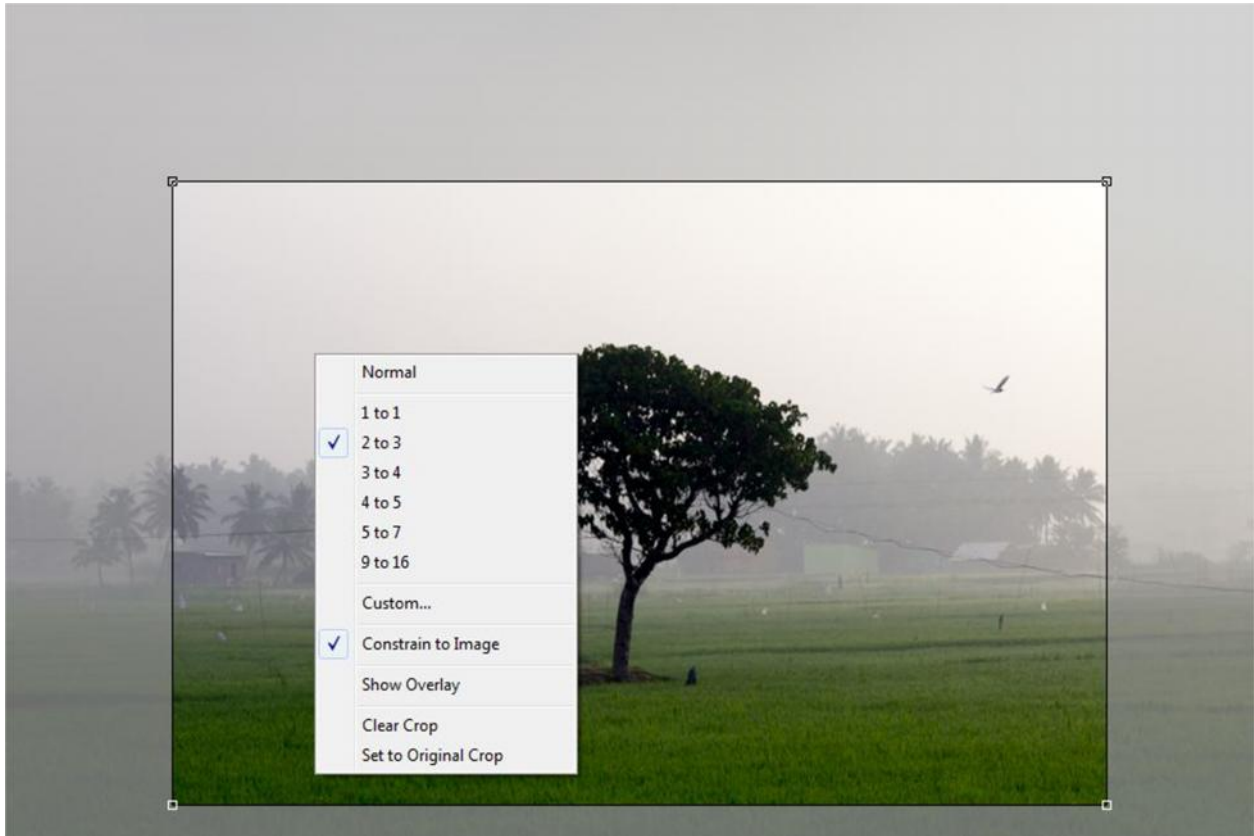 Normal
1 to 1
2 to 3
3 to 4
4 to 5
5 to 7
9 to 16
Custom...
Constrain to Image
Show Overlay
Clear Crop
Set to Original Crop